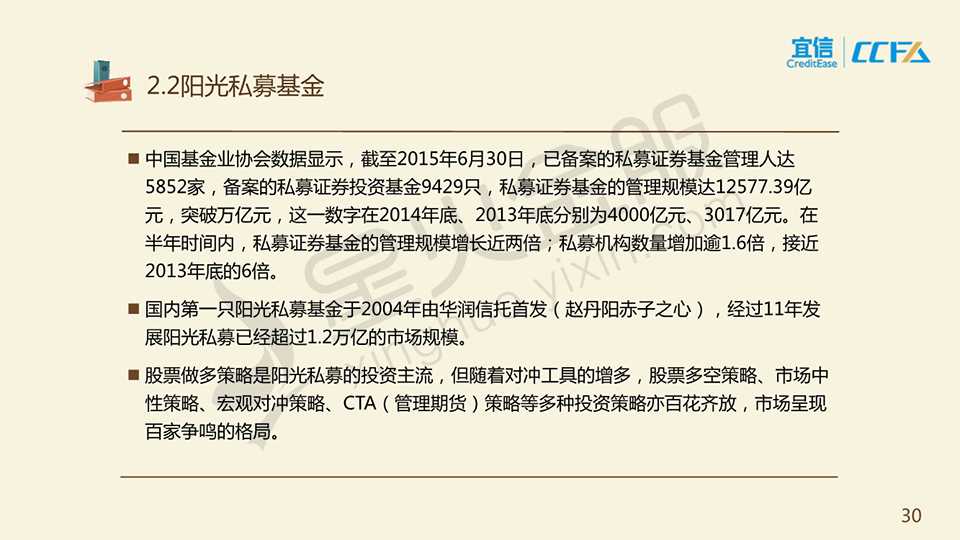 宜信
CreditEase
CCFA
2.2阳光私募基金
■ 中国基金业协会数据显示，截至2015年6月30日，已备案的私募证券基金管理人达
5852家，备案的私募证券投资基金9429只，私募证券基金的管理规模达12577.39亿
元，突破万亿元，这一数字在2014年底、2013年底分别为4000亿元、3017亿元。在
半年时间内，私募证券基金的管理规模增长近两倍；私募机构数量增加逾1.6倍，接近
2013年底的6倍。
■ 国内第一只阳光私募基金于2004年由华润信托首发（赵丹阳赤子之心），经过11年发
展阳光私募已经超过1.2万亿的市场规模。
■ 股票做多策略是阳光私募的投资主流，但随着对冲工具的增多，股票多空策略、市场中
性策略、宏观对冲策略、CTA（管理期货）策略等多种投资策略亦百花齐放，市场呈现
百家争鸣的格局。
星火金服
xinghuo.yixin.com
30